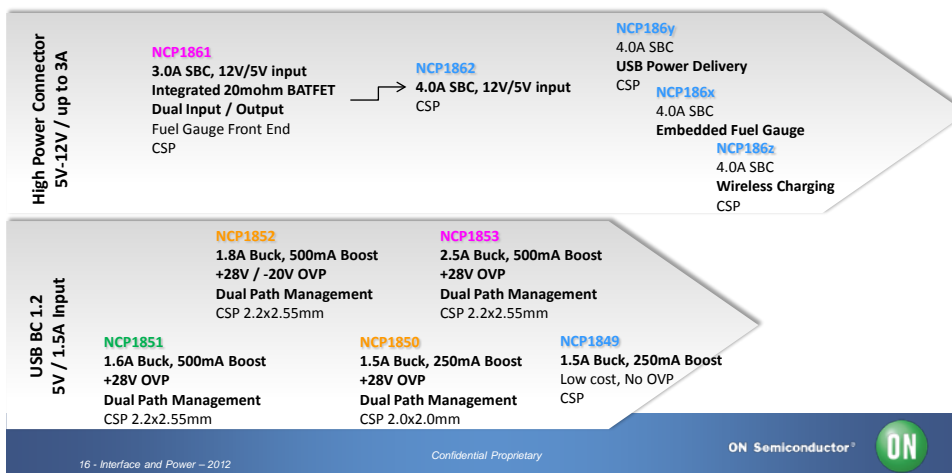 High Power Connector
5V-12V / up to 3A
NCP1861
3.0A SBC, 12V/5V input
Integrated 20mohm BATFET
Dual Input / Output
Fuel Gauge Front End
CSP
NCP1862
4.0A SBC, 12V/5V input
CSP
NCP186y
4.0A SBC
USB Power Delivery
CSP
NCP186x
4.0A SBC
Embedded Fuel Gauge
NCP186z
4.0A SBC
Wireless Charging
CSP
USB BC 1.2
5V / 1.5A Input
NCP1852
1.8A Buck, 500mA Boost
+28V / -20V OVP
Dual Path Management
CSP 2.2x2.55mm
NCP1853
2.5A Buck, 500mA Boost
+28V OVP
Dual Path Management
CSP 2.2x2.55mm
NCP1851
1.6A Buck, 500mA Boost
+28V OVP
Dual Path Management
CSP 2.2x2.55mm
NCP1850
1.5A Buck, 250mA Boost
+28V OVP
Dual Path Management
CSP 2.0x2.0mm
NCP1849
1.5A Buck, 250mA Boost
Low cost, No OVP
CSP
16 - Interface and Power – 2012
Confidential Proprietary
ON Semiconductor®
ON